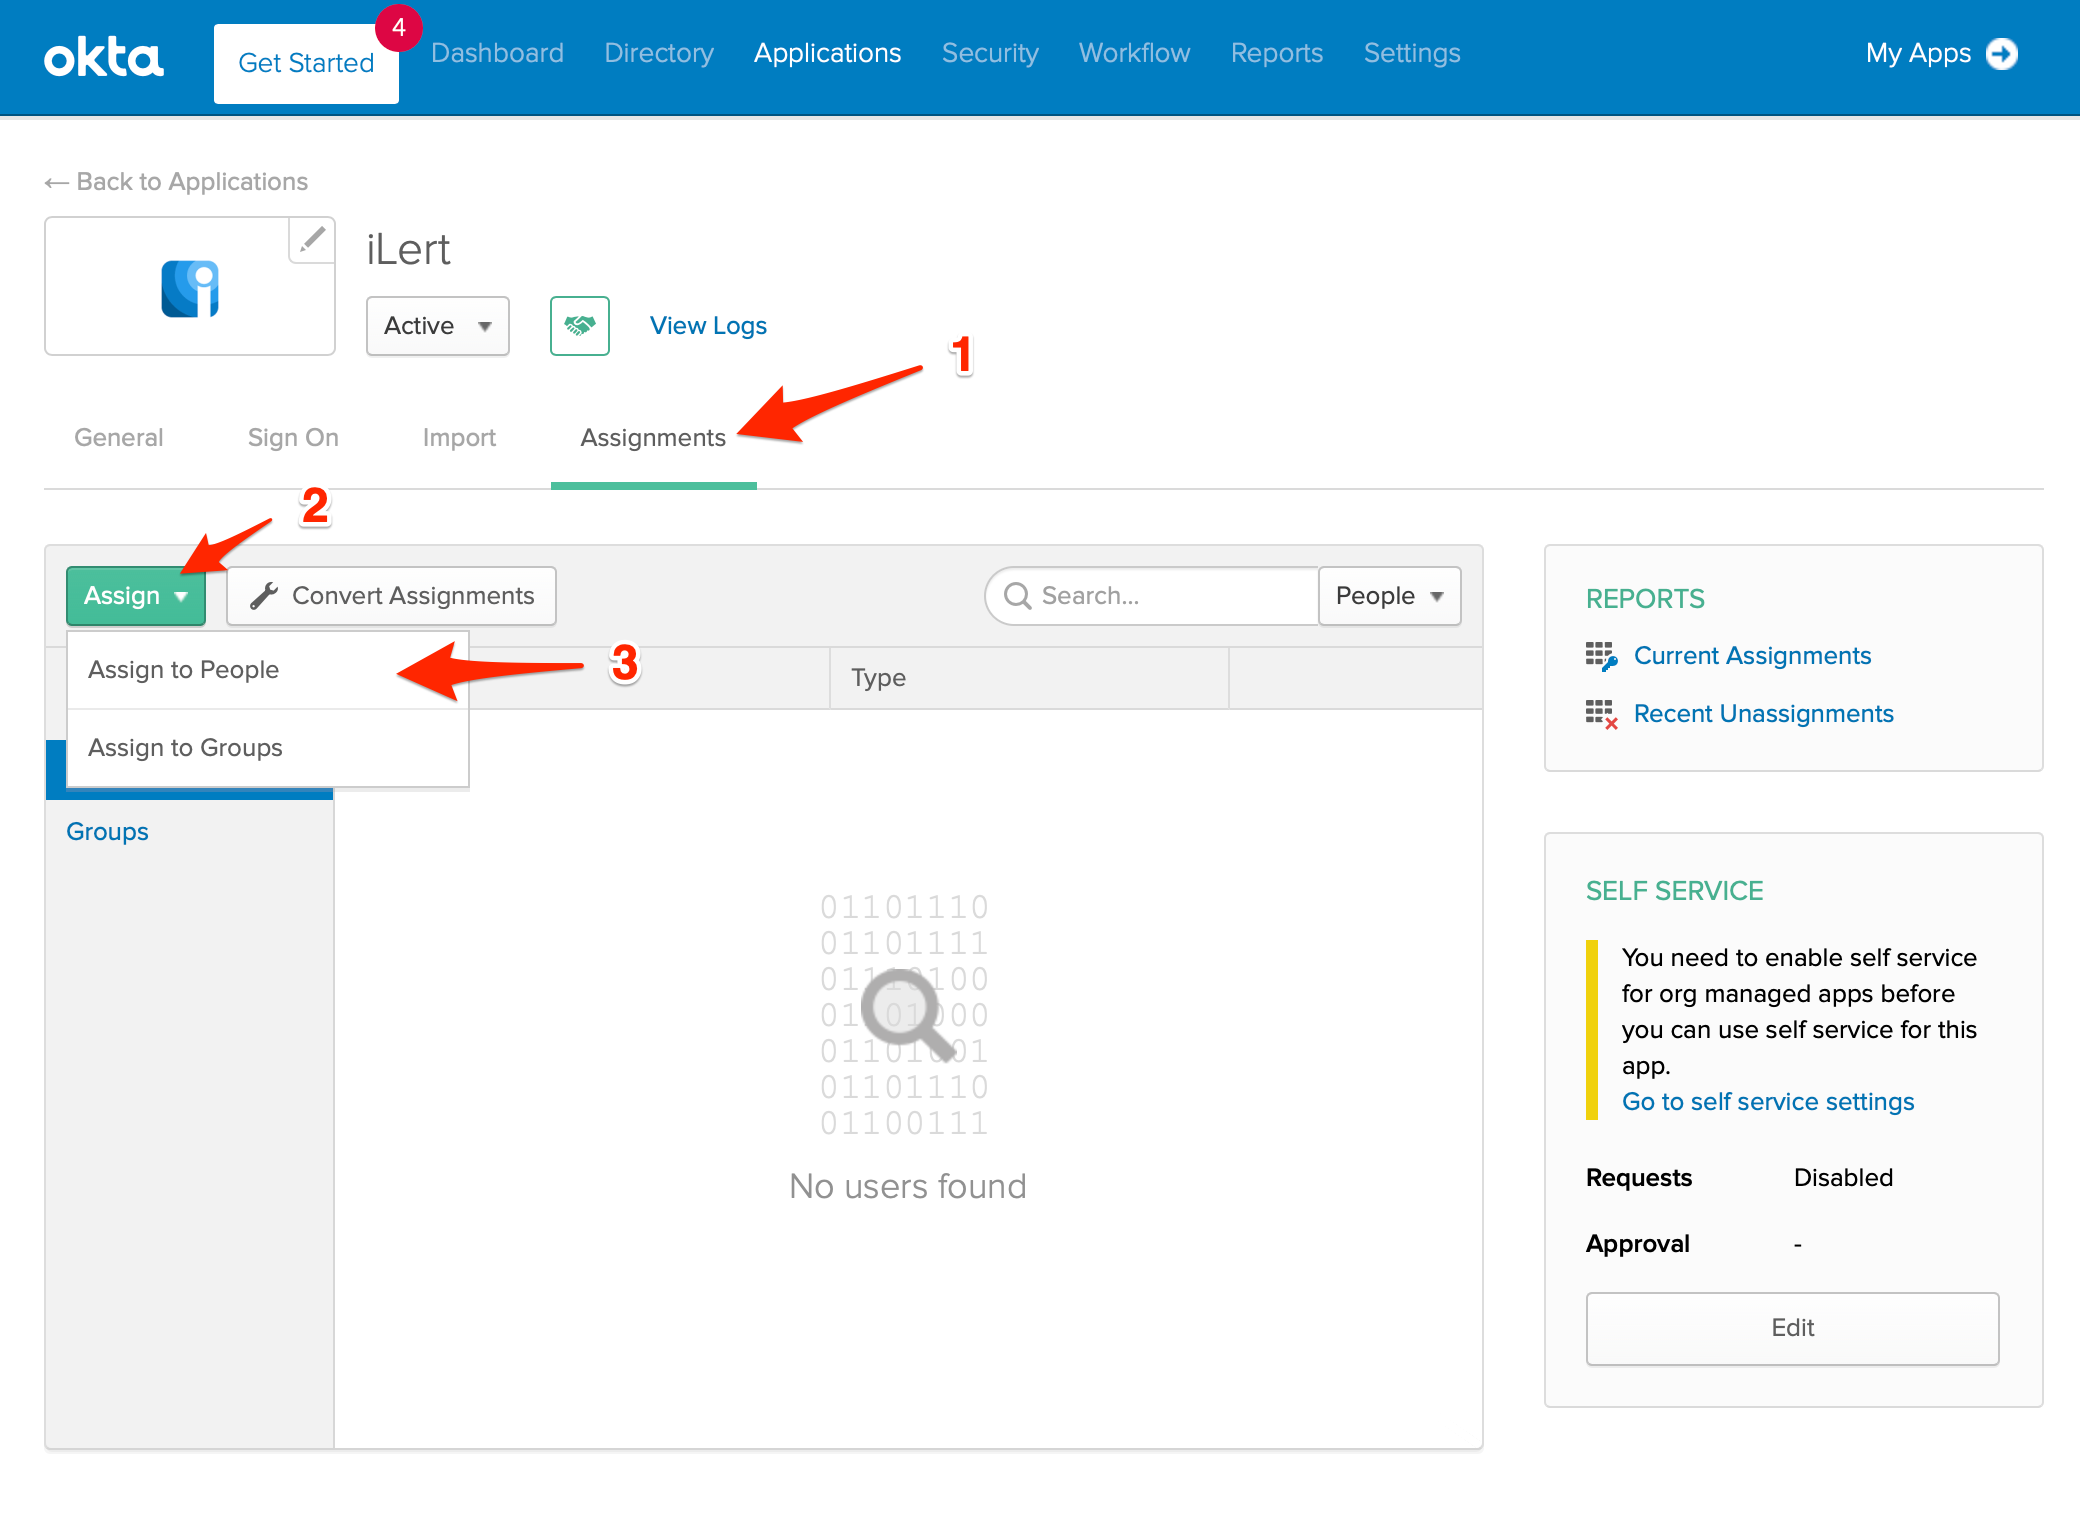 okta
Get Started
4
Dashboard
Directory
Applications
Security
Workflow
Reports
Settings
My Apps
← Back to Applications
iLert
Active
View Logs
1
General
Sign On
Import
Assignments
2
Assign
Convert Assignments
Search...
People
Assign to People
3
Type
Assign to Groups
Groups
01101110
01101111
01110100
01101001
01101110
01100111
No users found
REPORTS
Current Assignments
Recent Unassignments
SELF SERVICE
You need to enable self service
for org managed apps before
you can use self service for this
app.
Go to self service settings
Requests
Disabled
Approval
-
Edit